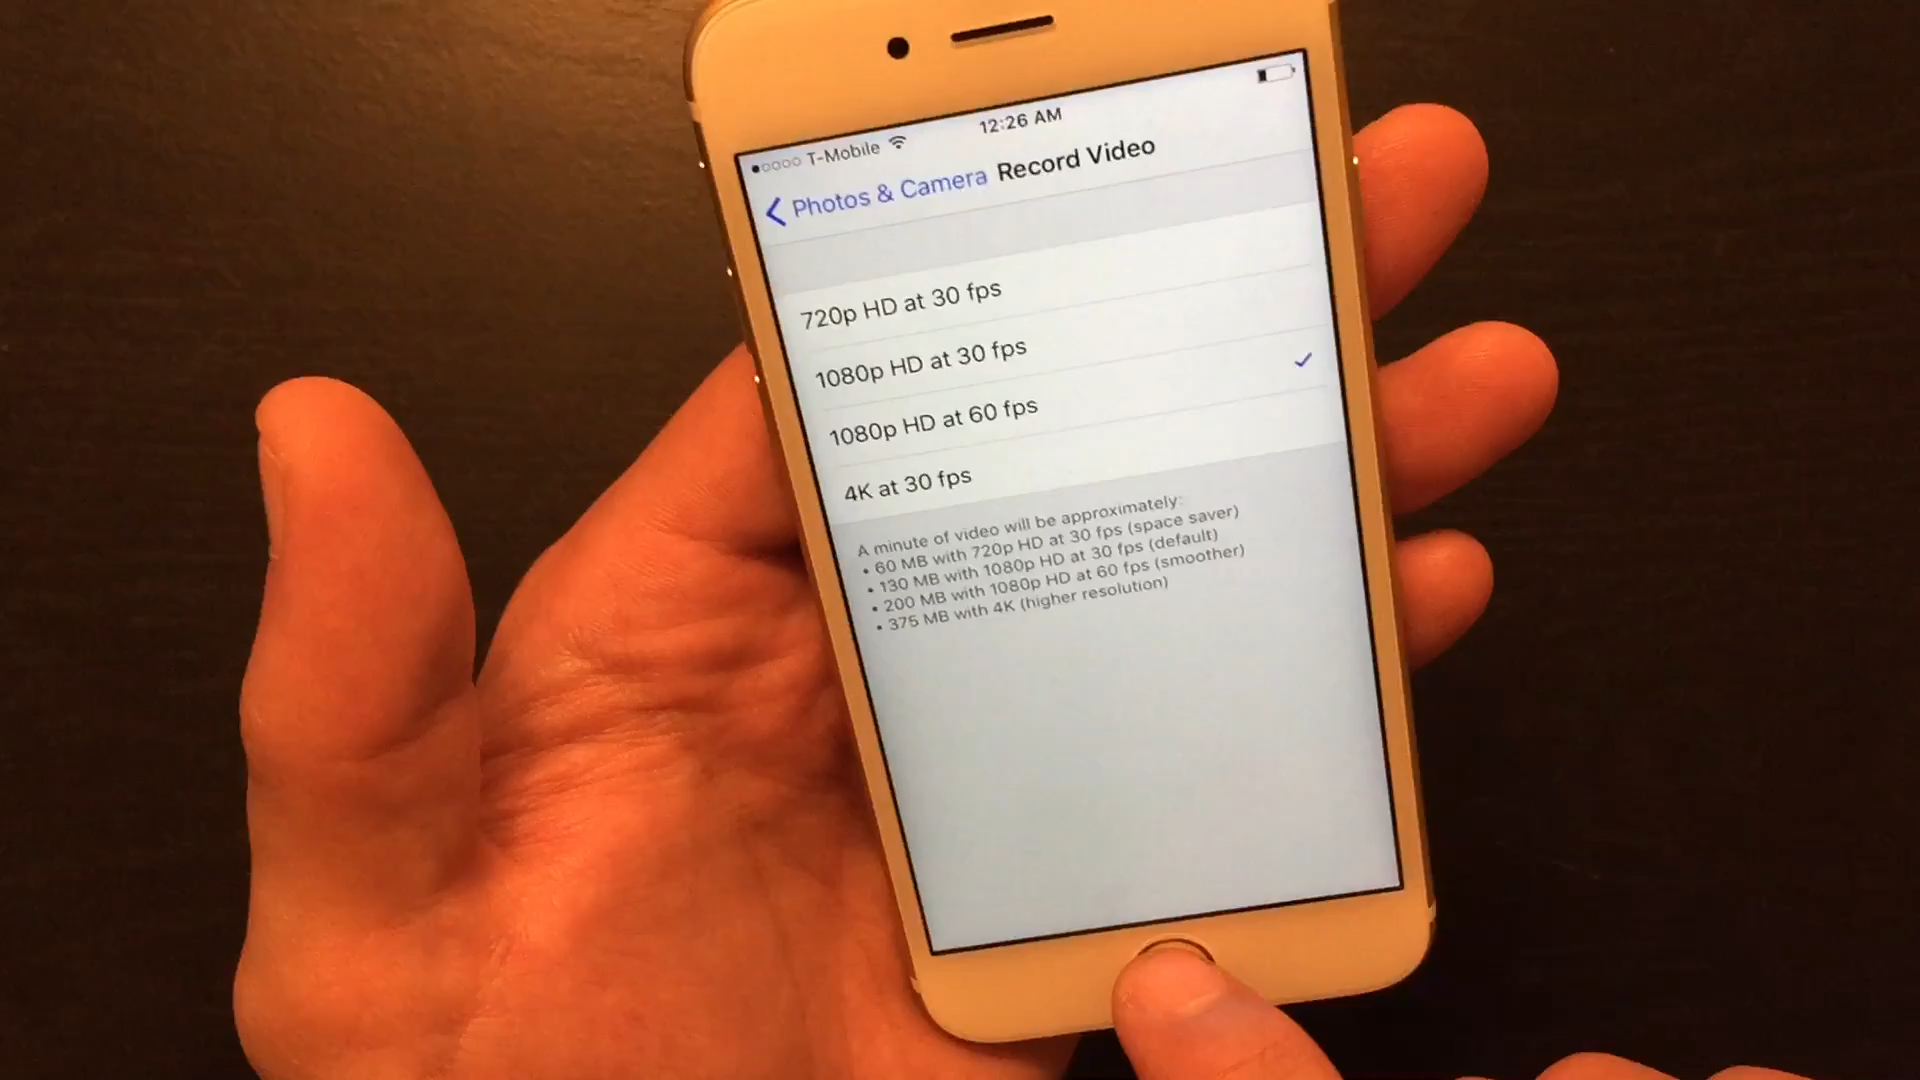 T-Mobile 12:26 AM
Photos & Camera Record Video
720p HD at 30 fps
1080p HD at 30 fps
1080p HD at 60 fps
4K at 30 fps
A minute of video will be approximately:
• 60 MB with 720p HD at 30 fps (space saver)
• 130 MB with 1080p HD at 30 fps (default)
• 200 MB with 1080p HD at 60 fps (smoother)
• 375 MB with 4K (higher resolution)